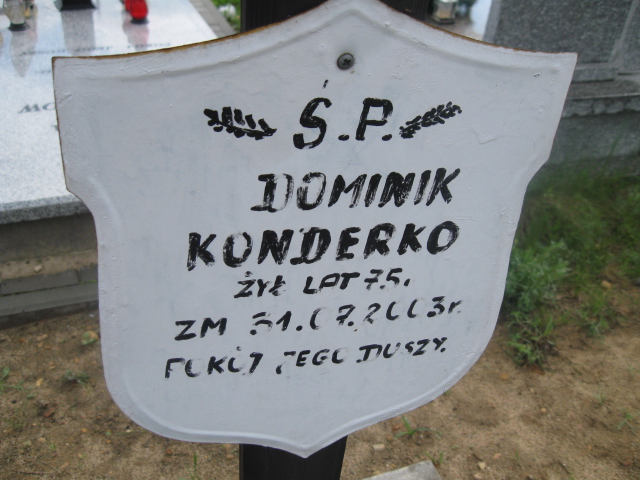 Ś.P.
DOMINIK
KONDERKO
ŻYŁ LAT 75.
ZM 31.07.2003r.
POKÓJ JEGO DUSZY.